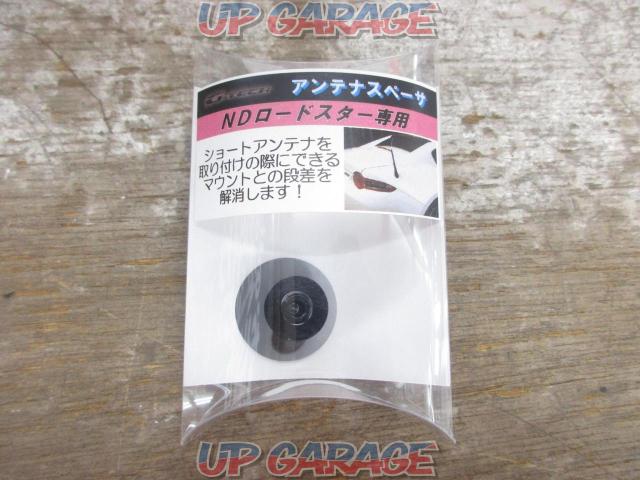 UP GARAGE
アンテナスペーサ
NDロードスター専用
ショートアンテナを
取り付けの際にできる
マウントとの段差を
解消します！
UP GARAGE